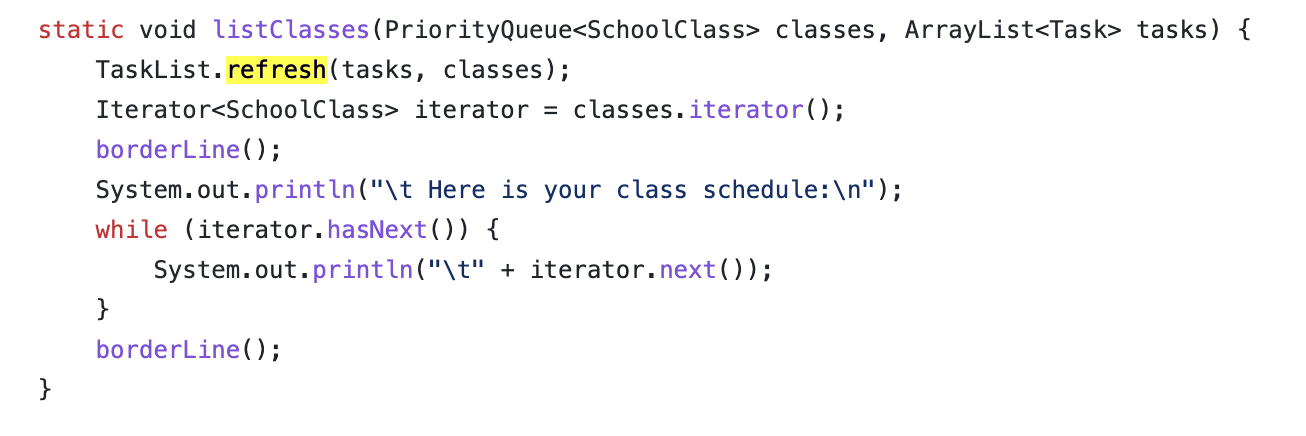 static void listClasses(PriorityQueue<SchoolClass> classes, ArrayList<Task> tasks) {
    TaskList.refresh(tasks, classes);
    Iterator<SchoolClass> iterator = classes.iterator();
    borderLine();
    System.out.println("\t Here is your class schedule:\n");
    while (iterator.hasNext()) {
        System.out.println("\t" + iterator.next());
    }
    borderLine();
}